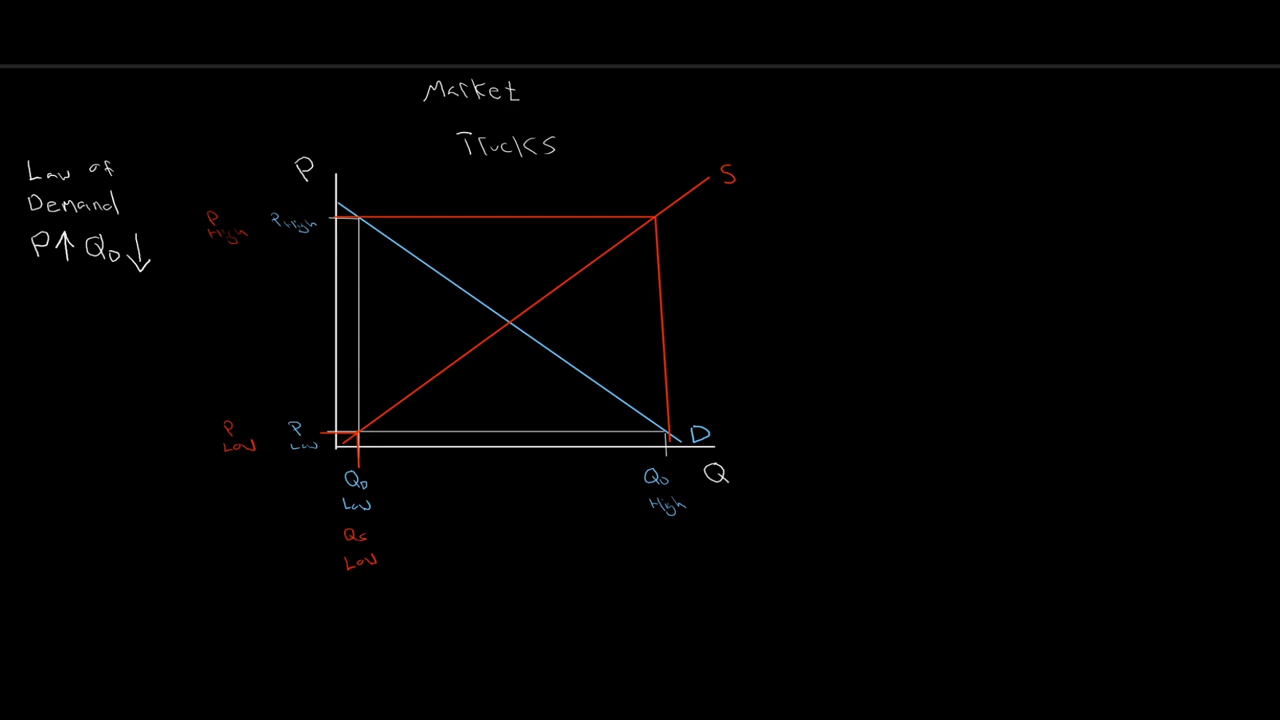 Market
Trucks
Law of
Demand
P↑ QD↓
P
S
P
High
P High
P
Low
P
Low
D
Q
QD
Low
QD
High
Qs
Low